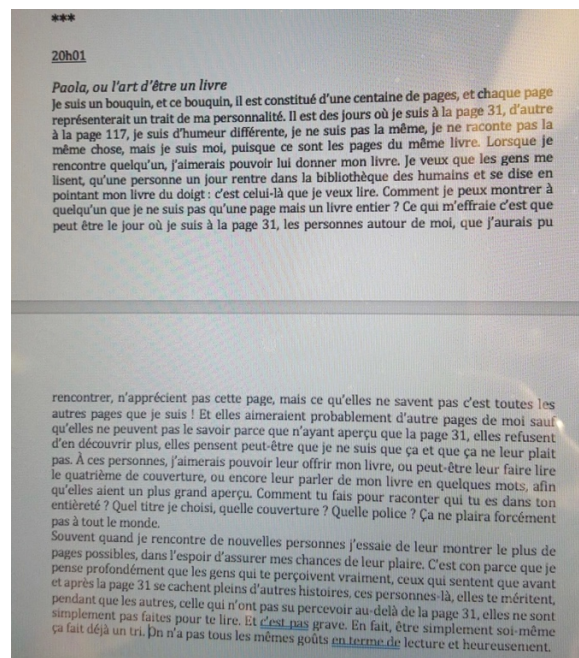 ***
20h01
Paola, ou l'art d'être un livre
Je suis un bouquin, et ce bouquin, il est constitué d'une centaine de pages, et chaque page
représenterait un trait de ma personnalité. Il est des jours où je suis à la page 31, d'autre
à la page 117, je suis d'humeur différente, je ne suis pas la même, je ne raconte pas la
même chose, mais je suis moi, puisque ce sont les pages du même livre. Lorsque je
rencontre quelqu'un, j'aimerais pouvoir lui donner mon livre. Je veux que les gens me
lisent, qu'une personne un jour rentre dans la bibliothèque des humains et se dise en
pointant mon livre du doigt : c'est celui-là que je veux lire. Comment je peux montrer à
quelqu'un que je ne suis pas qu'une page mais un livre entier ? Ce qui m'effraie c'est que
peut être le jour où je suis à la page 31, les personnes autour de moi, que j'aurais pu
rencontrer, n'apprécient pas cette page, mais ce qu'elles ne savent pas c'est toutes les
autres pages que je suis ! Et elles aimeraient probablement d'autre pages de moi sauf
qu'elles ne peuvent pas le savoir parce que n'ayant aperçu que la page 31, elles refusent
d'en découvrir plus, elles pensent peut-être que je ne suis que ça et que ça ne leur plait
pas. À ces personnes, j'aimerais pouvoir leur offrir mon livre, ou peut-être leur faire lire
le quatrième de couverture, ou encore leur parler de mon livre en quelques mots, afin
qu'elles aient un plus grand aperçu. Comment tu fais pour raconter qui tu es dans ton
entièreté ? Quel titre je choisi, quelle couverture ? Quelle police ? Ça ne plaira forcément
pas à tout le monde.
Souvent quand je rencontre de nouvelles personnes j'essaie de leur montrer le plus de
pages possibles, dans l'espoir d'assurer mes chances de leur plaire. C'est con parce que je
pense profondément que les gens qui te perçoivent vraiment, ceux qui sentent que avant
et après la page 31 se cachent pleins d'autres histoires, ces personnes-là, elles te méritent,
pendant que les autres, celle qui n'ont pas su percevoir au-delà de la page 31, elles ne sont
simplement pas faites pour te lire. Et c'est pas grave. En fait, être simplement soi-même
ça fait déjà un tri. On n'a pas tous les mêmes goûts en terme de lecture et heureusement.